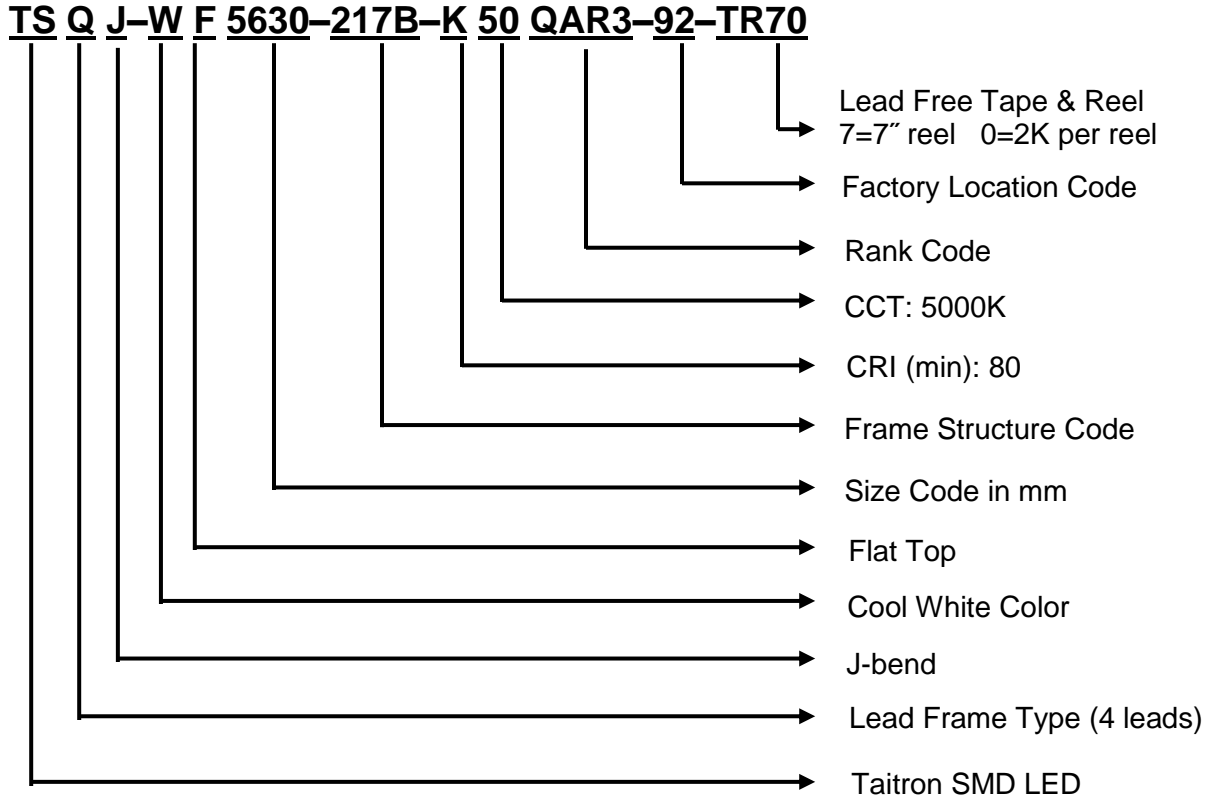 TS Q J–W F 5630–217B–K 50 QAR3–92–TR70
Lead Free Tape & Reel
7=7˝ reel 0=2K per reel
Factory Location Code
Rank Code
CCT: 5000K
CRI (min): 80
Frame Structure Code
Size Code in mm
Flat Top
Cool White Color
J-bend
Lead Frame Type (4 leads)
Taitron SMD LED